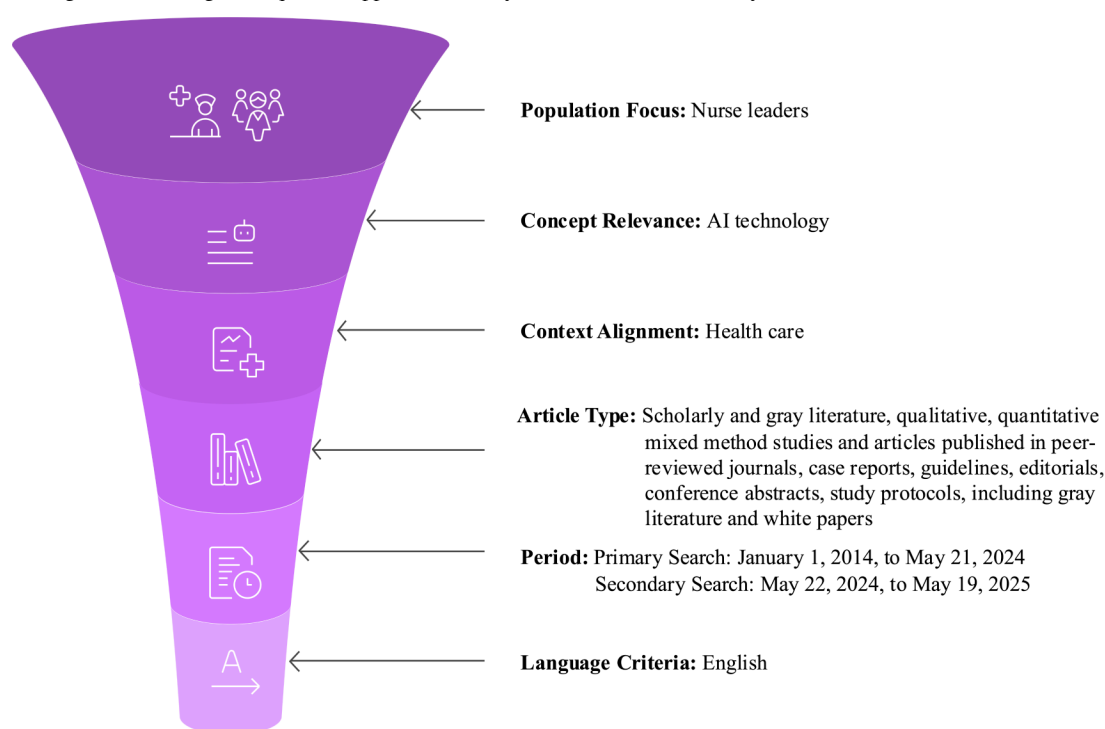 Population Focus: Nurse leaders
Concept Relevance: AI technology
Context Alignment: Health care
Article Type: Scholarly and gray literature, qualitative, quantitative
mixed method studies and articles published in peer-
reviewed journals, case reports, guidelines, editorials,
conference abstracts, study protocols, including gray
literature and white papers
Period: Primary Search: January 1, 2014, to May 21, 2024
Secondary Search: May 22, 2024, to May 19, 2025
A
Language Criteria: English